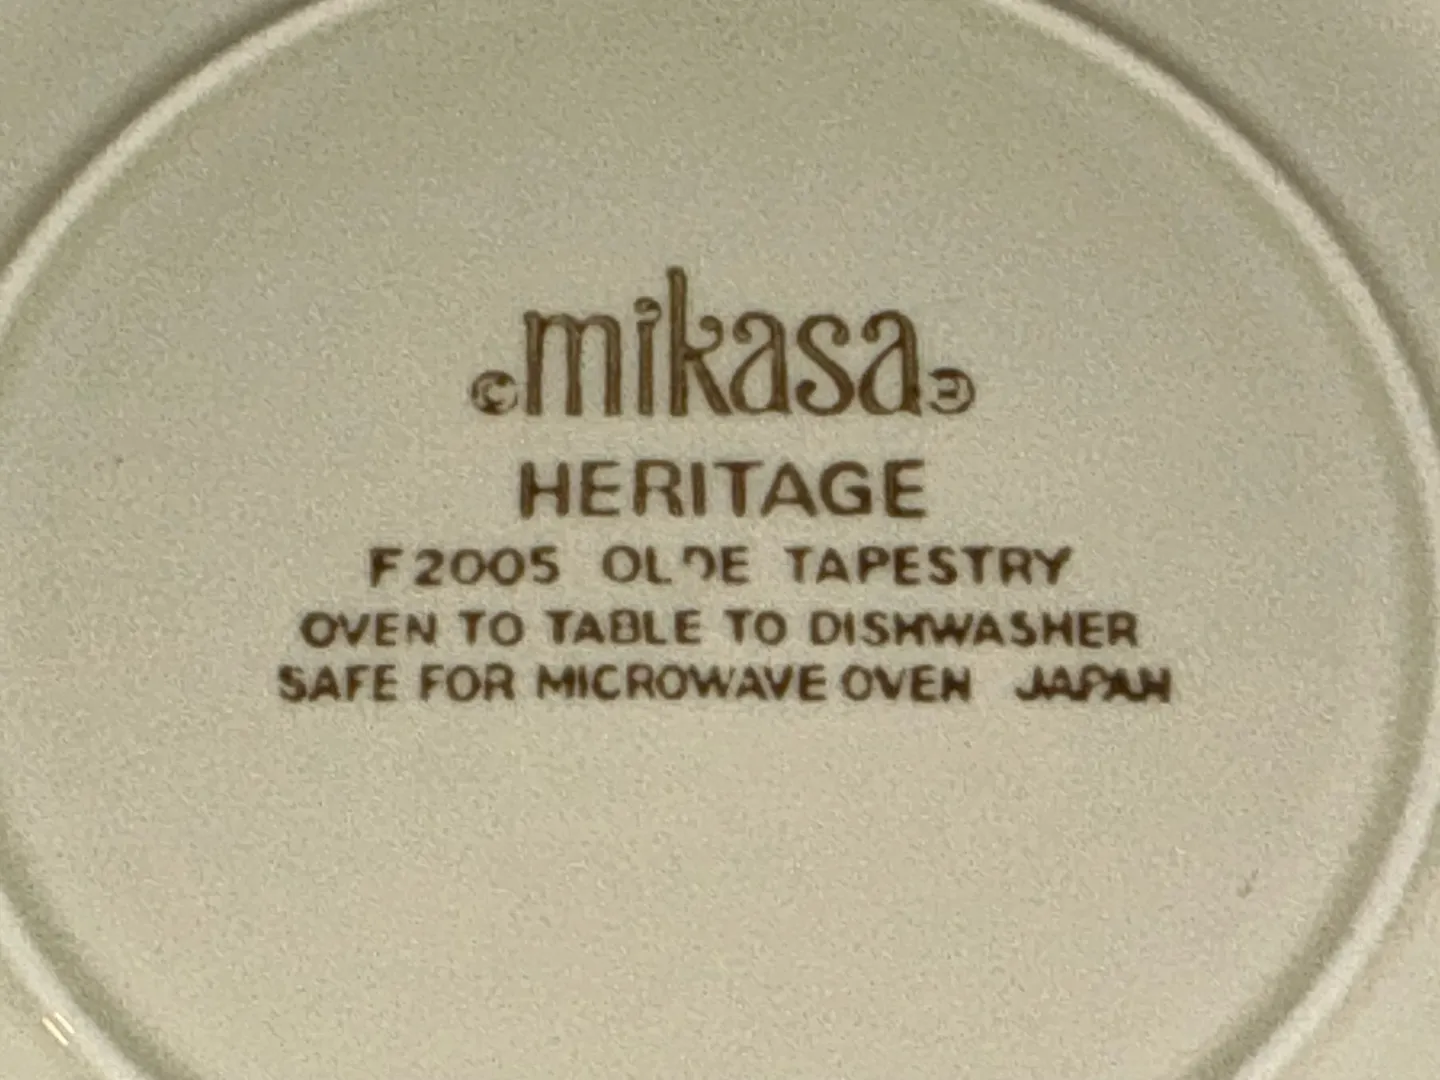 © mikasa
HERITAGE
F2005 OLDE TAPESTRY
OVEN TO TABLE TO DISHWASHER
SAFE FOR MICROWAVE OVEN JAPAN